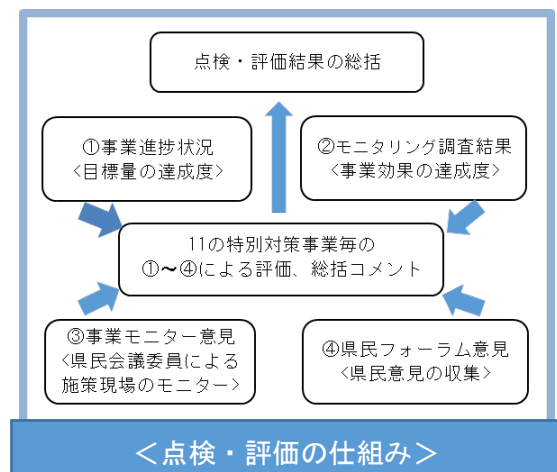 点検・評価結果の総括
①事業進捗状況
<目標量の達成度>
②モニタリング調査結果
<事業効果の達成度>
11の特別対策事業毎の
①～④による評価、総括コメント
③事業モニター意見
<県民会議委員による
施策現場のモニター>
④県民フォーラム意見
<県民意見の収集>
＜点検・評価の仕組み＞